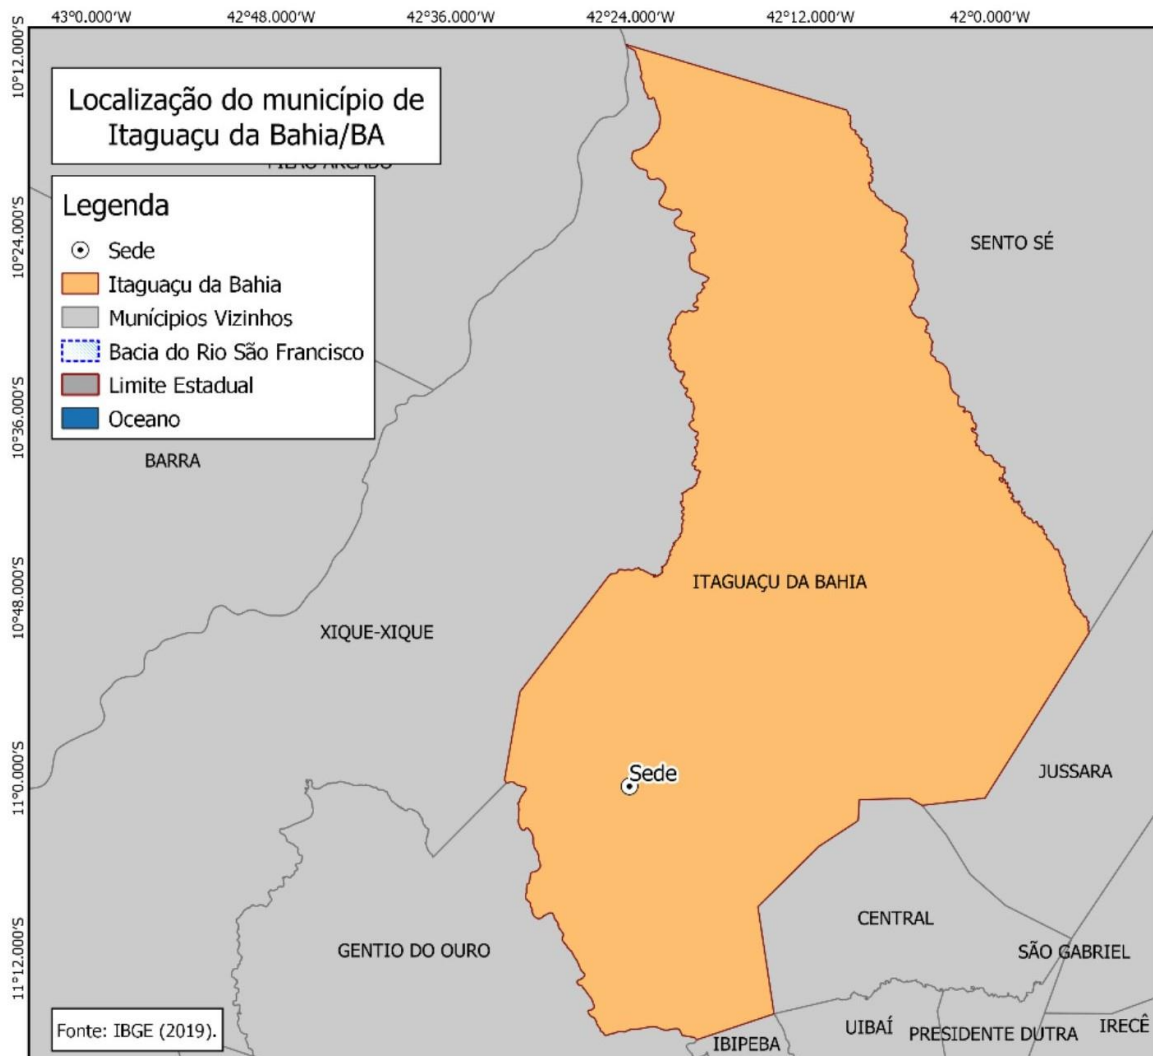 43°0.000'W 42°48.000'W 42°36.000'W 42°24.000'W 42°12.000'W 42°0.000'W
10°12.000'S
10°24.000'S
10°36.000'S
10°48.000'S
11°0.000'S
11°12.000'S
Localização do município de
Itaguaçu da Bahia/BA
PILÃO ARCADO
Legenda
Sede
Itaguaçu da Bahia
Munícipios Vizinhos
Bacia do Rio São Francisco
Limite Estadual
Oceano
SENTO SÉ
BARRA
ITAGUAÇU DA BAHIA
XIQUE-XIQUE
Sede
JUSSARA
CENTRAL
GENTIO DO OURO
SÃO GABRIEL
UIBAÍ
PRESIDENTE DUTRA
IRECÊ
IBIPEBA
Fonte: IBGE (2019).